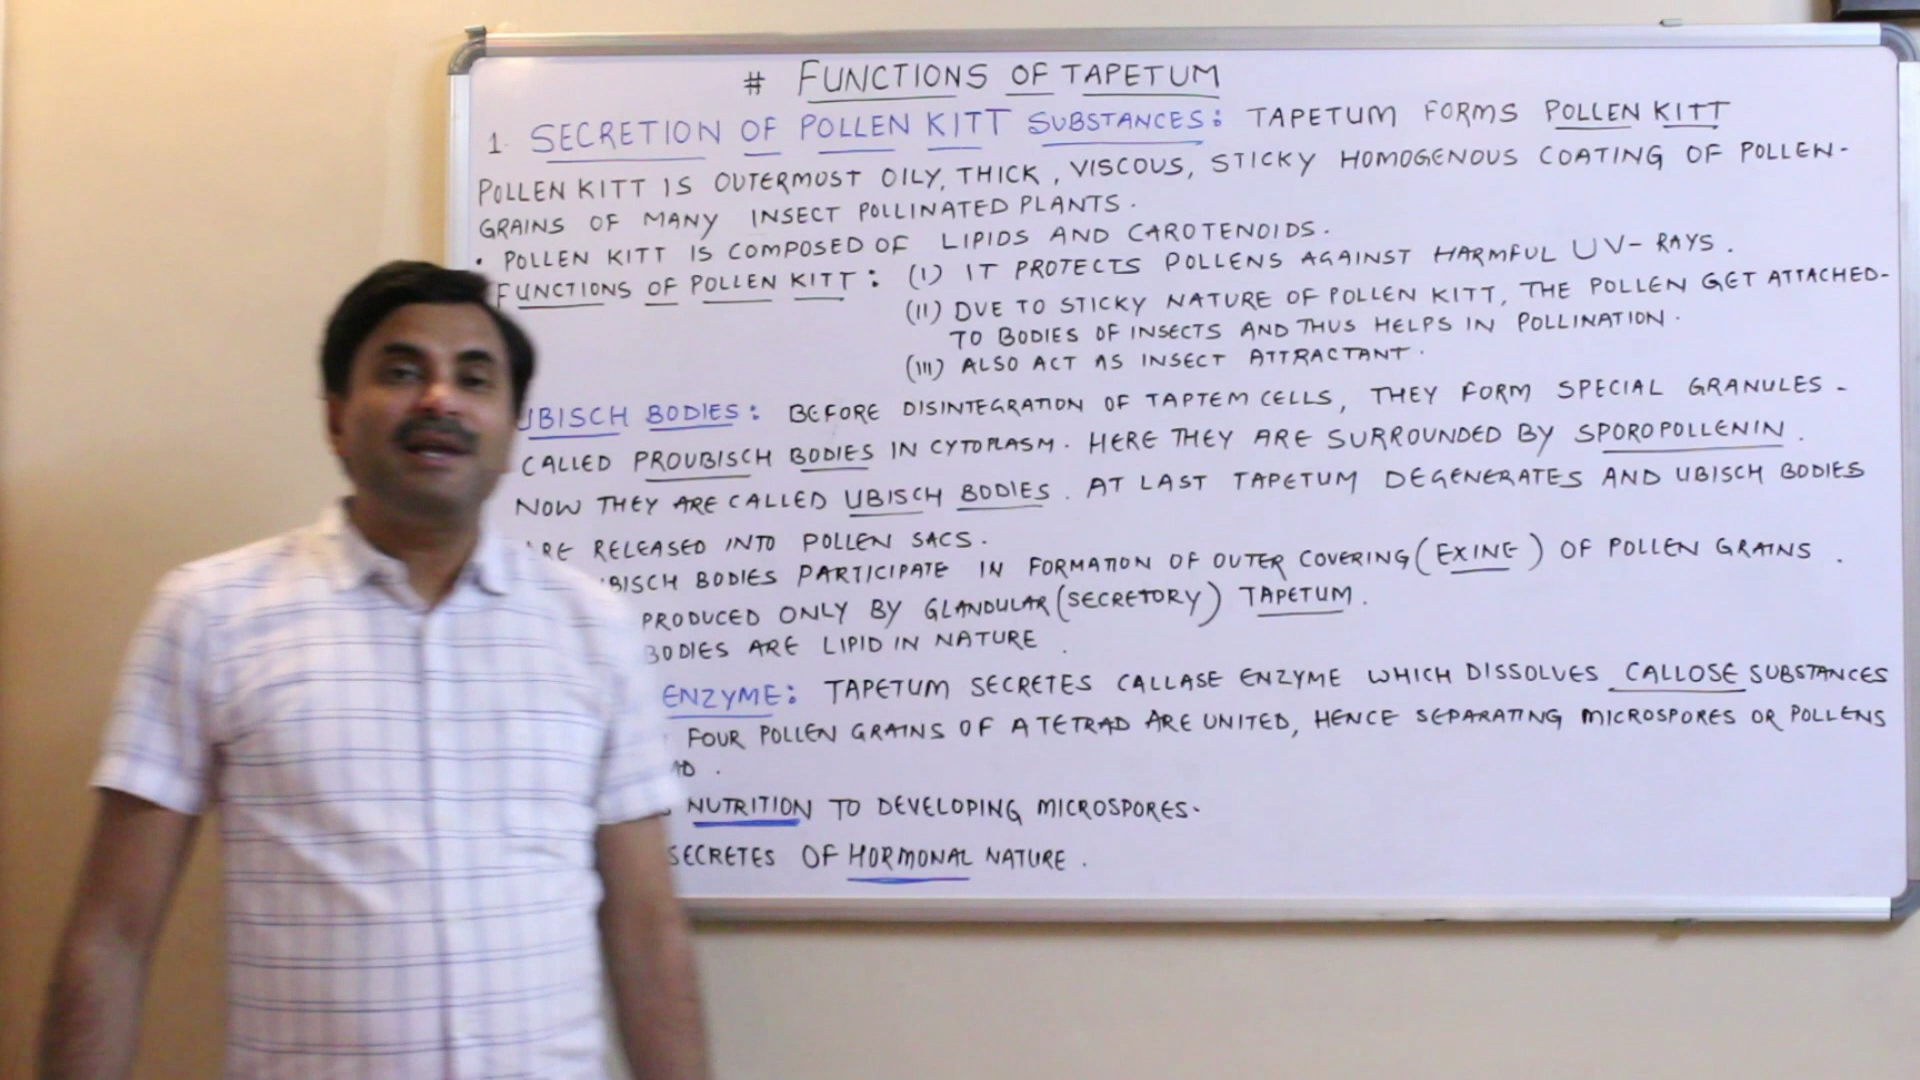 # FUNCTIONS OF TAPETUM
1. SECRETION OF POLLEN KITT SUBSTANCES: TAPETUM FORMS POLLEN KITT
POLLEN KITT IS OUTERMOST OILY, THICK, VISCOUS, STICKY HOMOGENOUS COATING OF POLLEN-
GRAINS OF MANY INSECT POLLINATED PLANTS.
• POLLEN KITT IS COMPOSED OF LIPIDS AND CAROTENOIDS.
FUNCTIONS OF POLLEN KITT: (I) IT PROTECTS POLLENS AGAINST HARMFUL UV-RAYS.
(II) DUE TO STICKY NATURE OF POLLEN KITT, THE POLLEN GET ATTACHED-
TO BODIES OF INSECTS AND THUS HELPS IN POLLINATION.
(III) ALSO ACT AS INSECT ATTRACTANT.
UBISCH BODIES: BEFORE DISINTEGRATION OF TAPTEM CELLS, THEY FORM SPECIAL GRANULES-
CALLED PROUBISCH BODIES IN CYTOPLASM. HERE THEY ARE SURROUNDED BY SPOROPOLLENIN.
NOW THEY ARE CALLED UBISCH BODIES. AT LAST TAPETUM DEGENERATES AND UBISCH BODIES
RE RELEASED INTO POLLEN SACS.
BISCH BODIES PARTICIPATE IN FORMATION OF OUTER COVERING (EXINE) OF POLLEN GRAINS.
PRODUCED ONLY BY GLANDULAR (SECRETORY) TAPETUM.
BODIES ARE LIPID IN NATURE.
ENZYME: TAPETUM SECRETES CALLASE ENZYME WHICH DISSOLVES CALLOSE SUBSTANCES
FOUR POLLEN GRAINS OF A TETRAD ARE UNITED, HENCE SEPARATING MICROSPORES OR POLLENS
AD.
NUTRITION TO DEVELOPING MICROSPORES.
SECRETES OF HORMONAL NATURE.